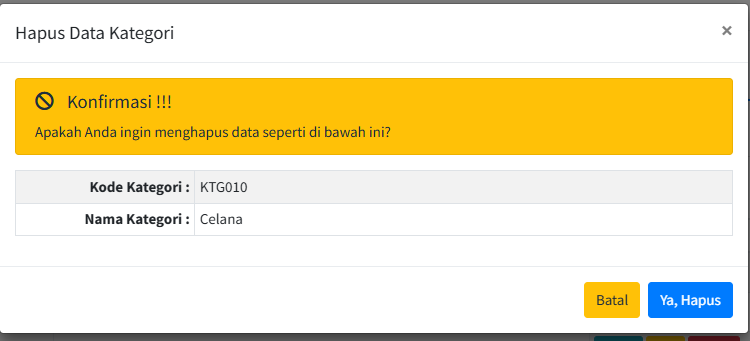 Hapus Data Kategori ×
Konfirmasi !!!
Apakah Anda ingin menghapus data seperti di bawah ini?
Kode Kategori : KTG010
Nama Kategori : Celana
Batal Ya, Hapus